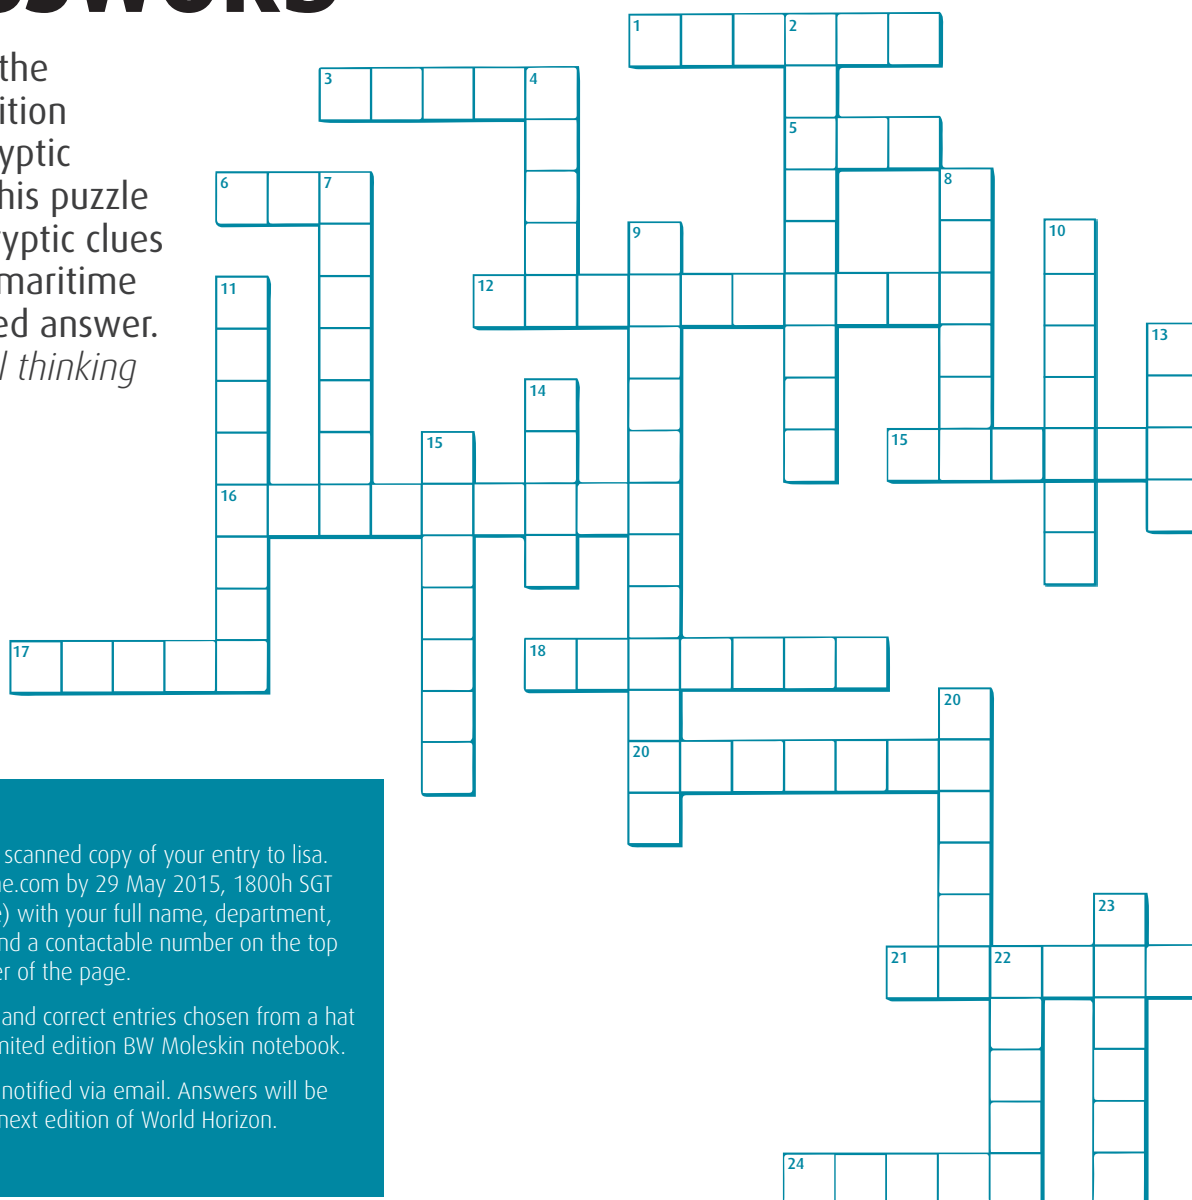 the
ition
yptic
his puzzle
yptic clues
maritime
ed answer.
l thinking
1
2
3
4
5
6
7
8
9
10
11
12
13
14
15
15
16
17
18
20
20
21
22
23
24
scanned copy of your entry to lisa.
e.com by 29 May 2015, 1800h SGT
e) with your full name, department,
nd a contactable number on the top
er of the page.
and correct entries chosen from a hat
mited edition BW Moleskin notebook.
notified via email. Answers will be
next edition of World Horizon.